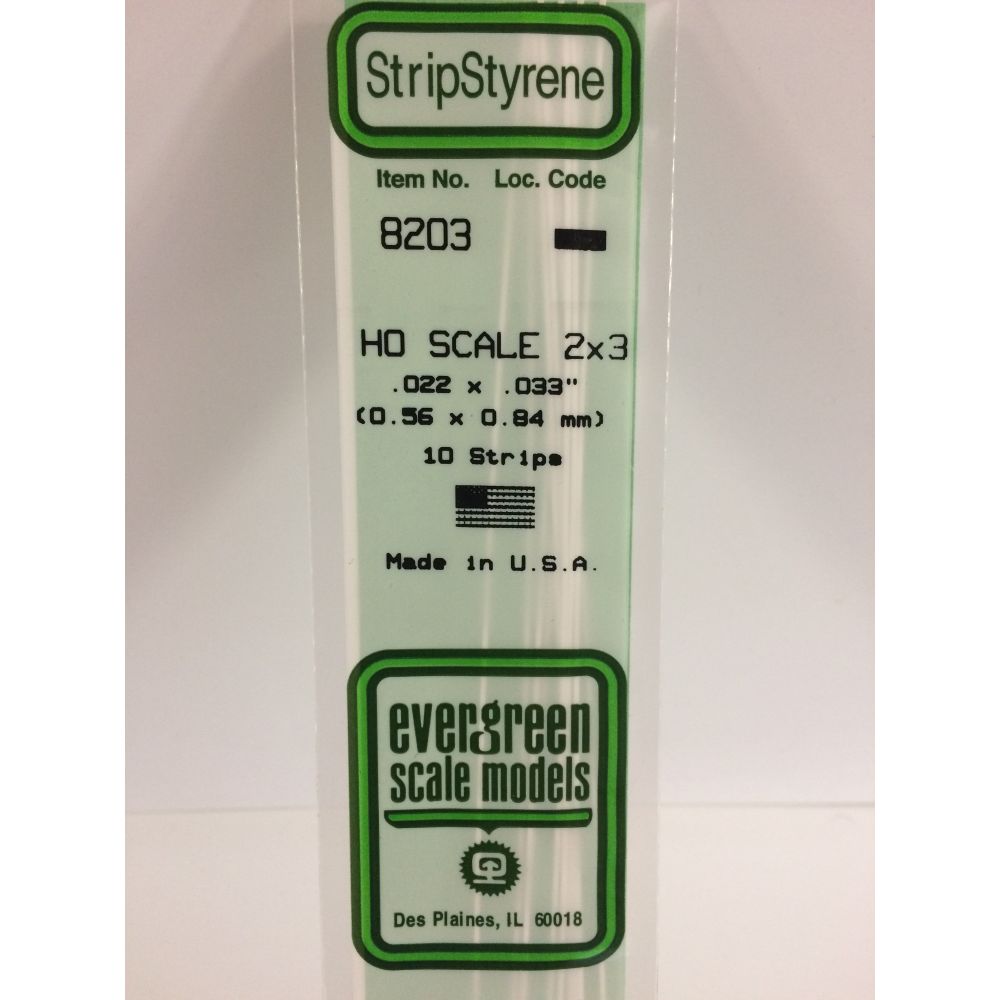 StripStyrene
Item No. Loc. Code
8203
HO SCALE 2x3
.022 x .033"
(0.56 x 0.84 mm)
10 Strips
Made in U.S.A.
evergreen
scale models
Des Plaines, IL 60018